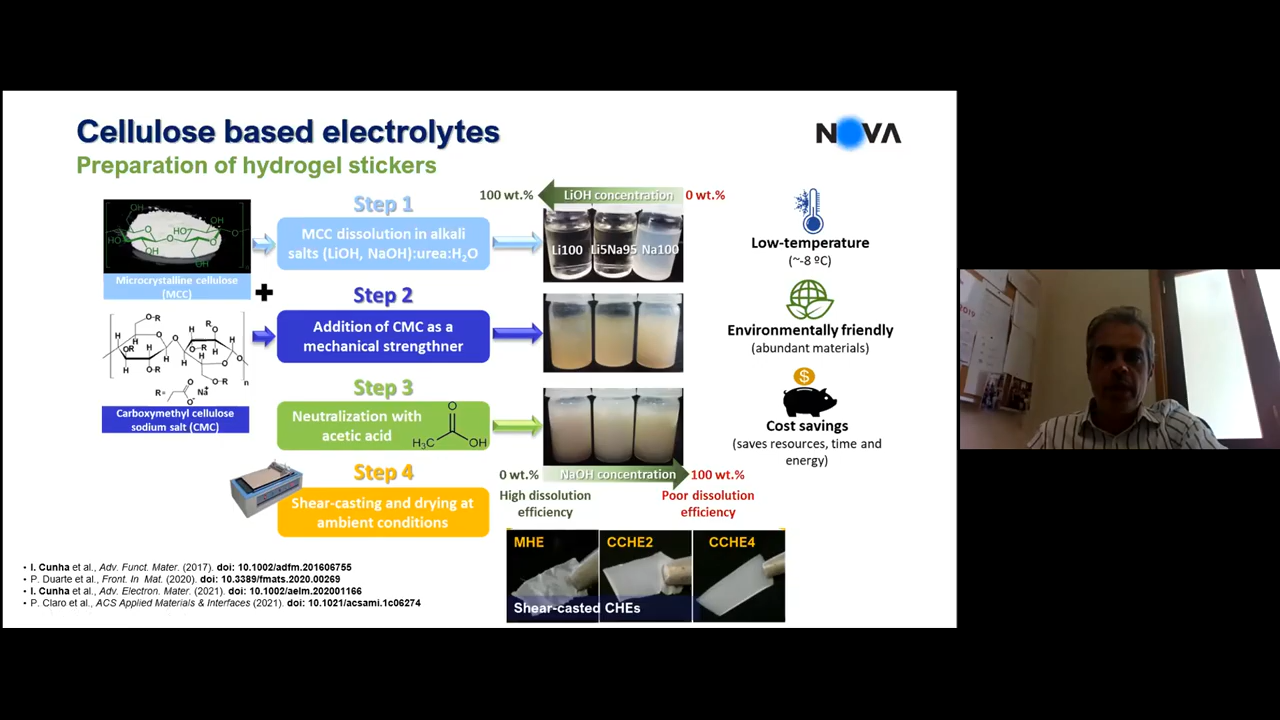 Cellulose based electrolytes
Preparation of hydrogel stickers
NOVA
Step 1
MCC dissolution in alkali
salts (LiOH, NaOH):urea:H₂O
Microcrystalline cellulose
(MCC)
100 wt.%
LiOH concentration
0 wt.%
Li100
Li5Na95
Na100
Step 2
Addition of CMC as a
mechanical strengthner
Carboxymethyl cellulose
sodium salt (CMC)
Step 3
Neutralization with
acetic acid
O
H₃C
OH
Step 4
Shear-casting and drying at
ambient conditions
0 wt.%
NaOH concentration
100 wt.%
High dissolution
efficiency
Poor dissolution
efficiency
MHE
CCHE2
CCHE4
Shear-casted CHEs
Low-temperature
(~-8 ºC)
Environmentally friendly
(abundant materials)
$
Cost savings
(saves resources, time and
energy)
• I. Cunha et al., Adv. Funct. Mater. (2017). doi: 10.1002/adfm.201606755
• P. Duarte et al., Front. In Mat. (2020). doi: 10.3389/fmats.2020.00269
• I. Cunha et al., Adv. Electron. Mater. (2021). doi: 10.1002/aelm.202001166
• P. Claro et al., ACS Applied Materials & Interfaces (2021). doi: 10.1021/acsami.1c06274